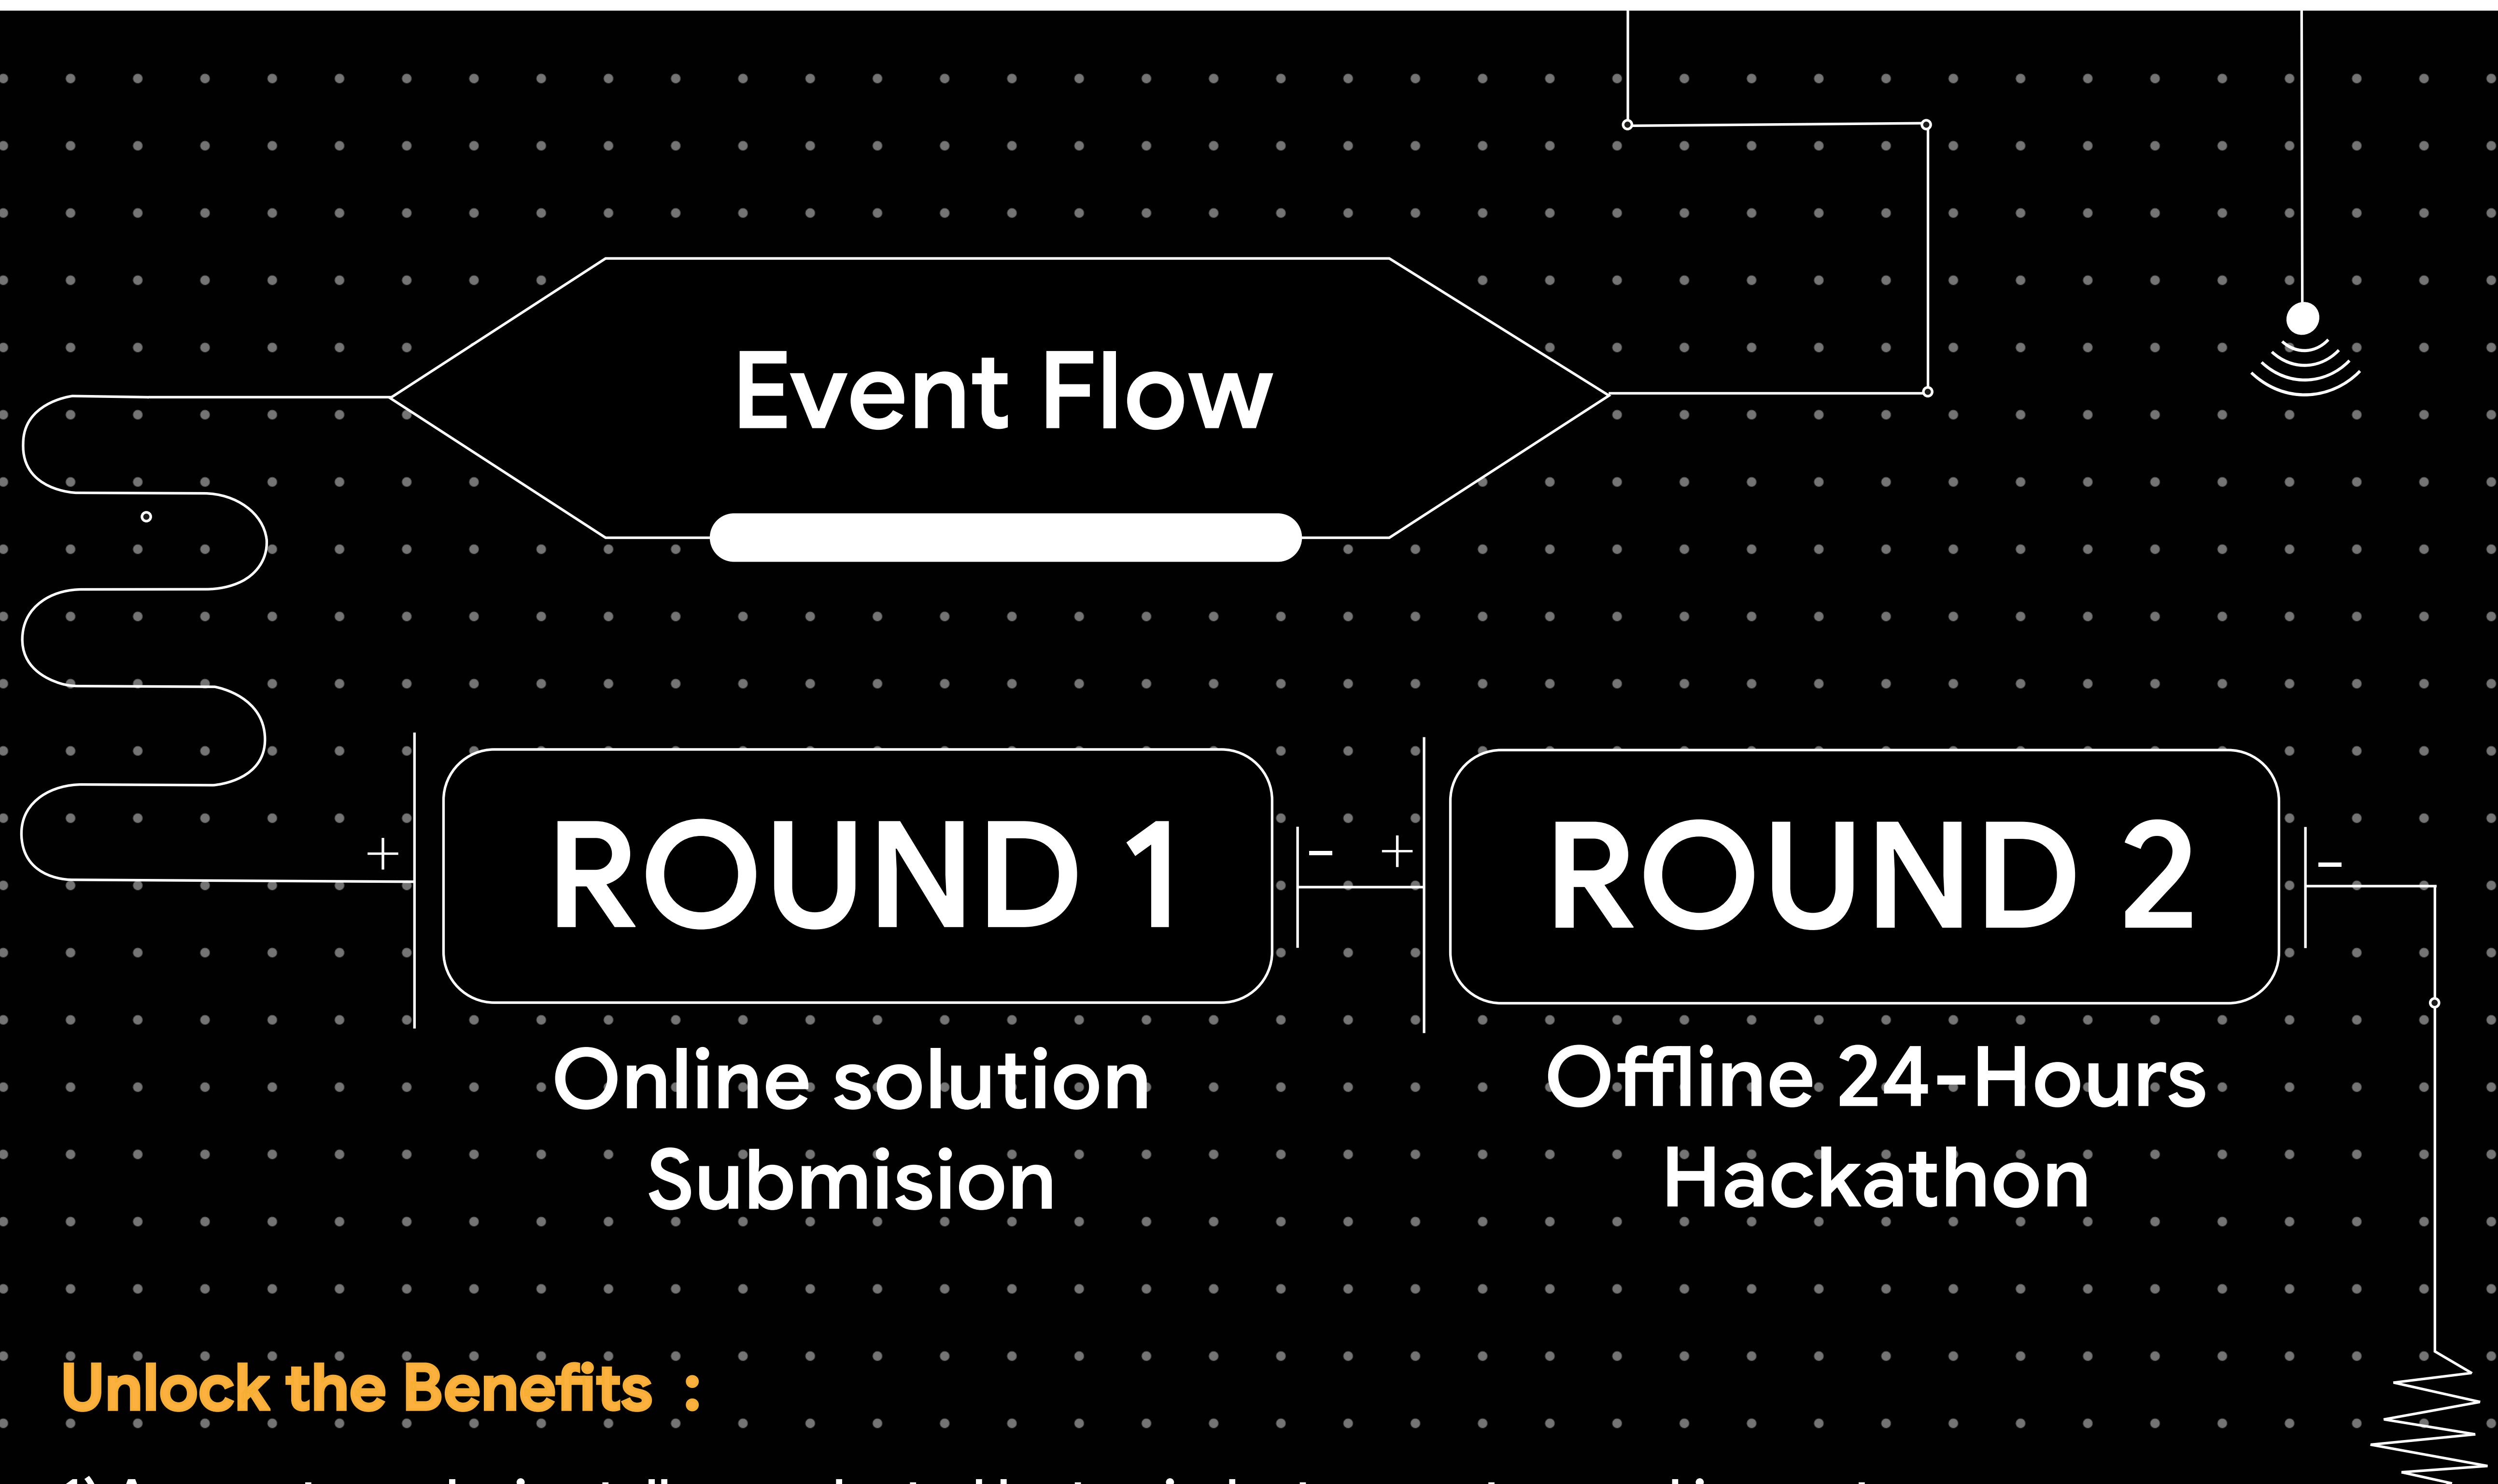 Event Flow
ROUND 1
ROUND 2
Online solution
Submision
Offline 24-Hours
Hackathon
Unlock the Benefits :